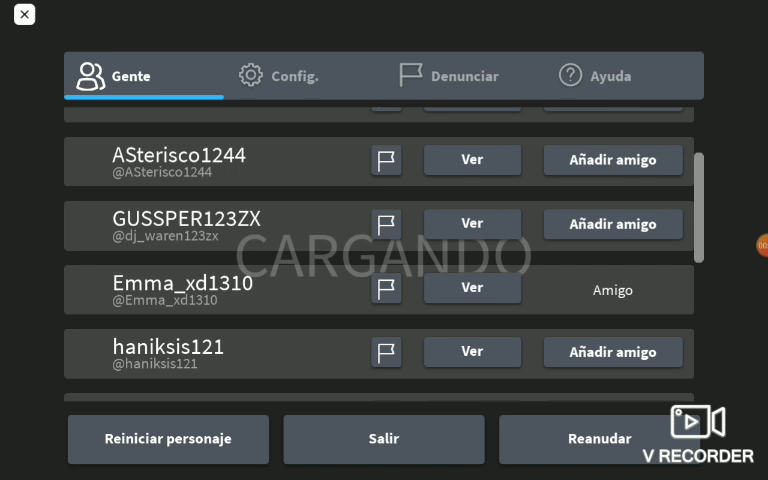 Gente
Config.
Denunciar
Ayuda
ASterisco1244
@ASterisco1244
Ver
Añadir amigo
GUSSPER123ZX
@dj_waren123zx
Ver
Añadir amigo
CARGANDO
Emma_xd1310
@Emma_xd1310
Ver
Amigo
haniksis121
@haniksis121
Ver
Añadir amigo
Reiniciar personaje
Salir
Reanudar
V RECORDER